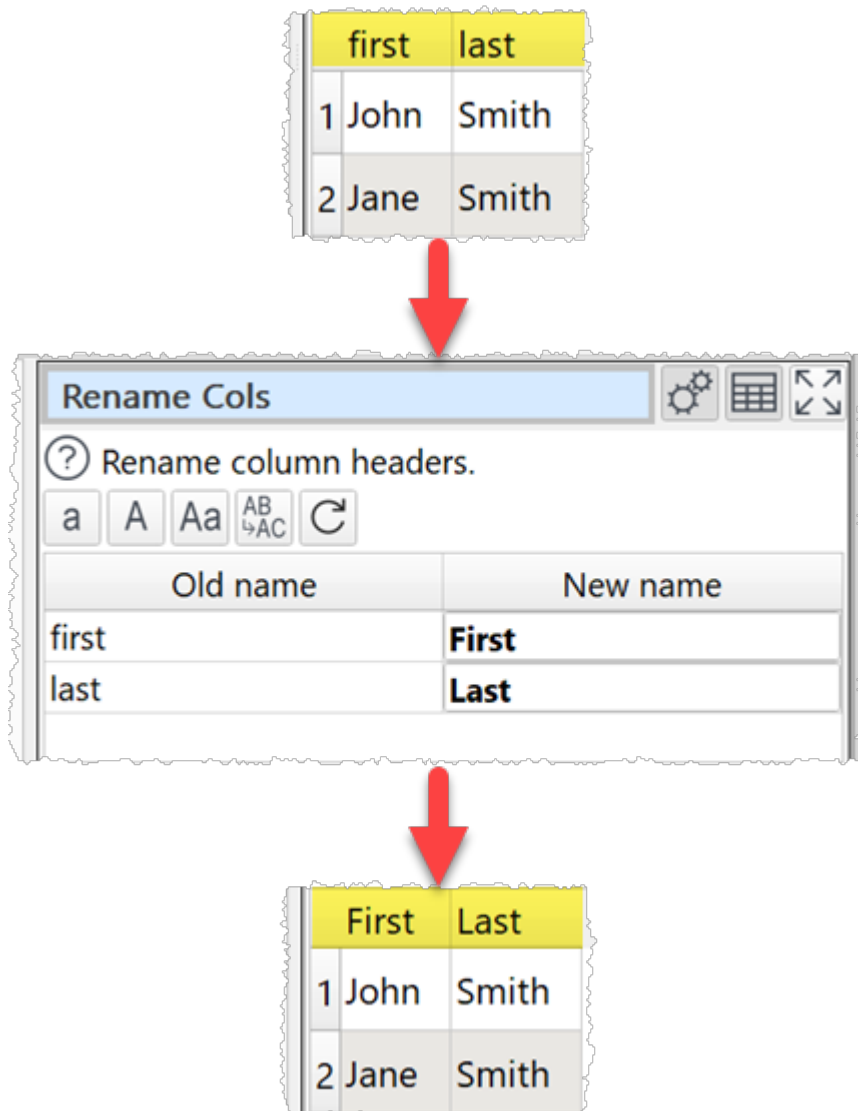 first last
1 John Smith
2 Jane Smith
Rename Cols
? Rename column headers.
a A Aa AB
AC
Old name New name
first First
last Last
First Last
1 John Smith
2 Jane Smith